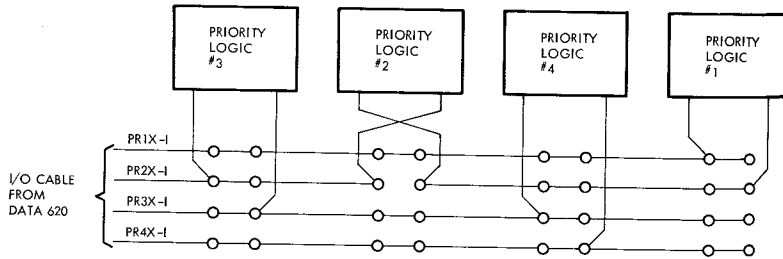 PRIORITY
LOGIC
#3
PRIORITY
LOGIC
#2
PRIORITY
LOGIC
#4
PRIORITY
LOGIC
#1
I/O CABLE
FROM
DATA 620
PR1X-I
PR2X-I
PR3X-I
PR4X-I